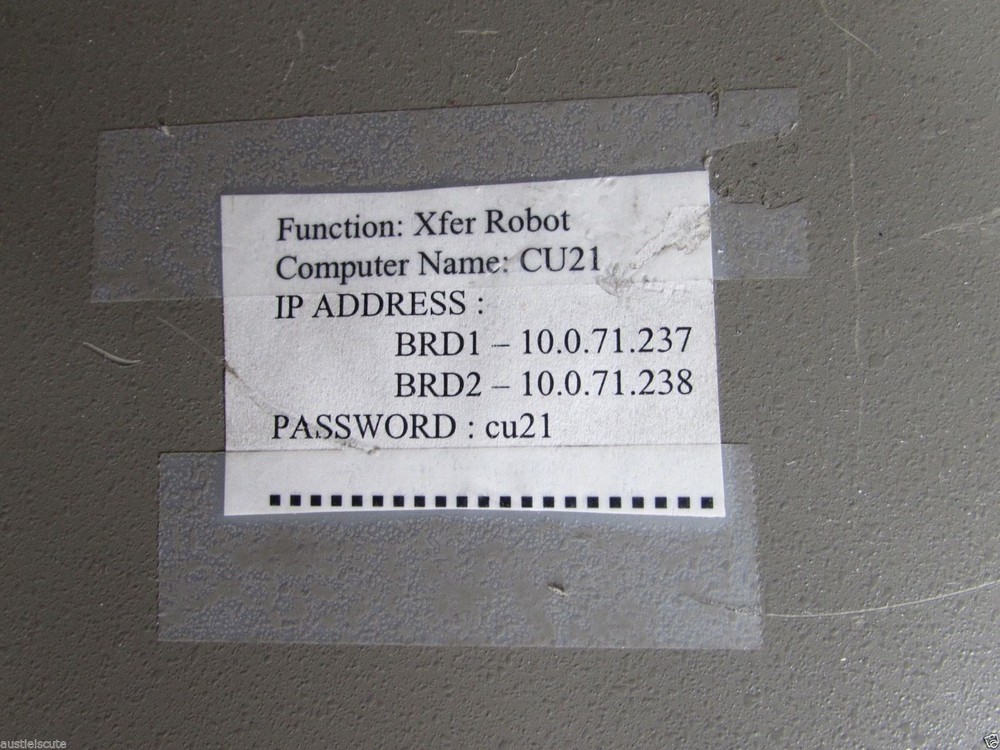 Function: Xfer Robot
Computer Name: CU21
IP ADDRESS :
BRD1 – 10.0.71.237
BRD2 – 10.0.71.238
PASSWORD : cu21
austieiscute